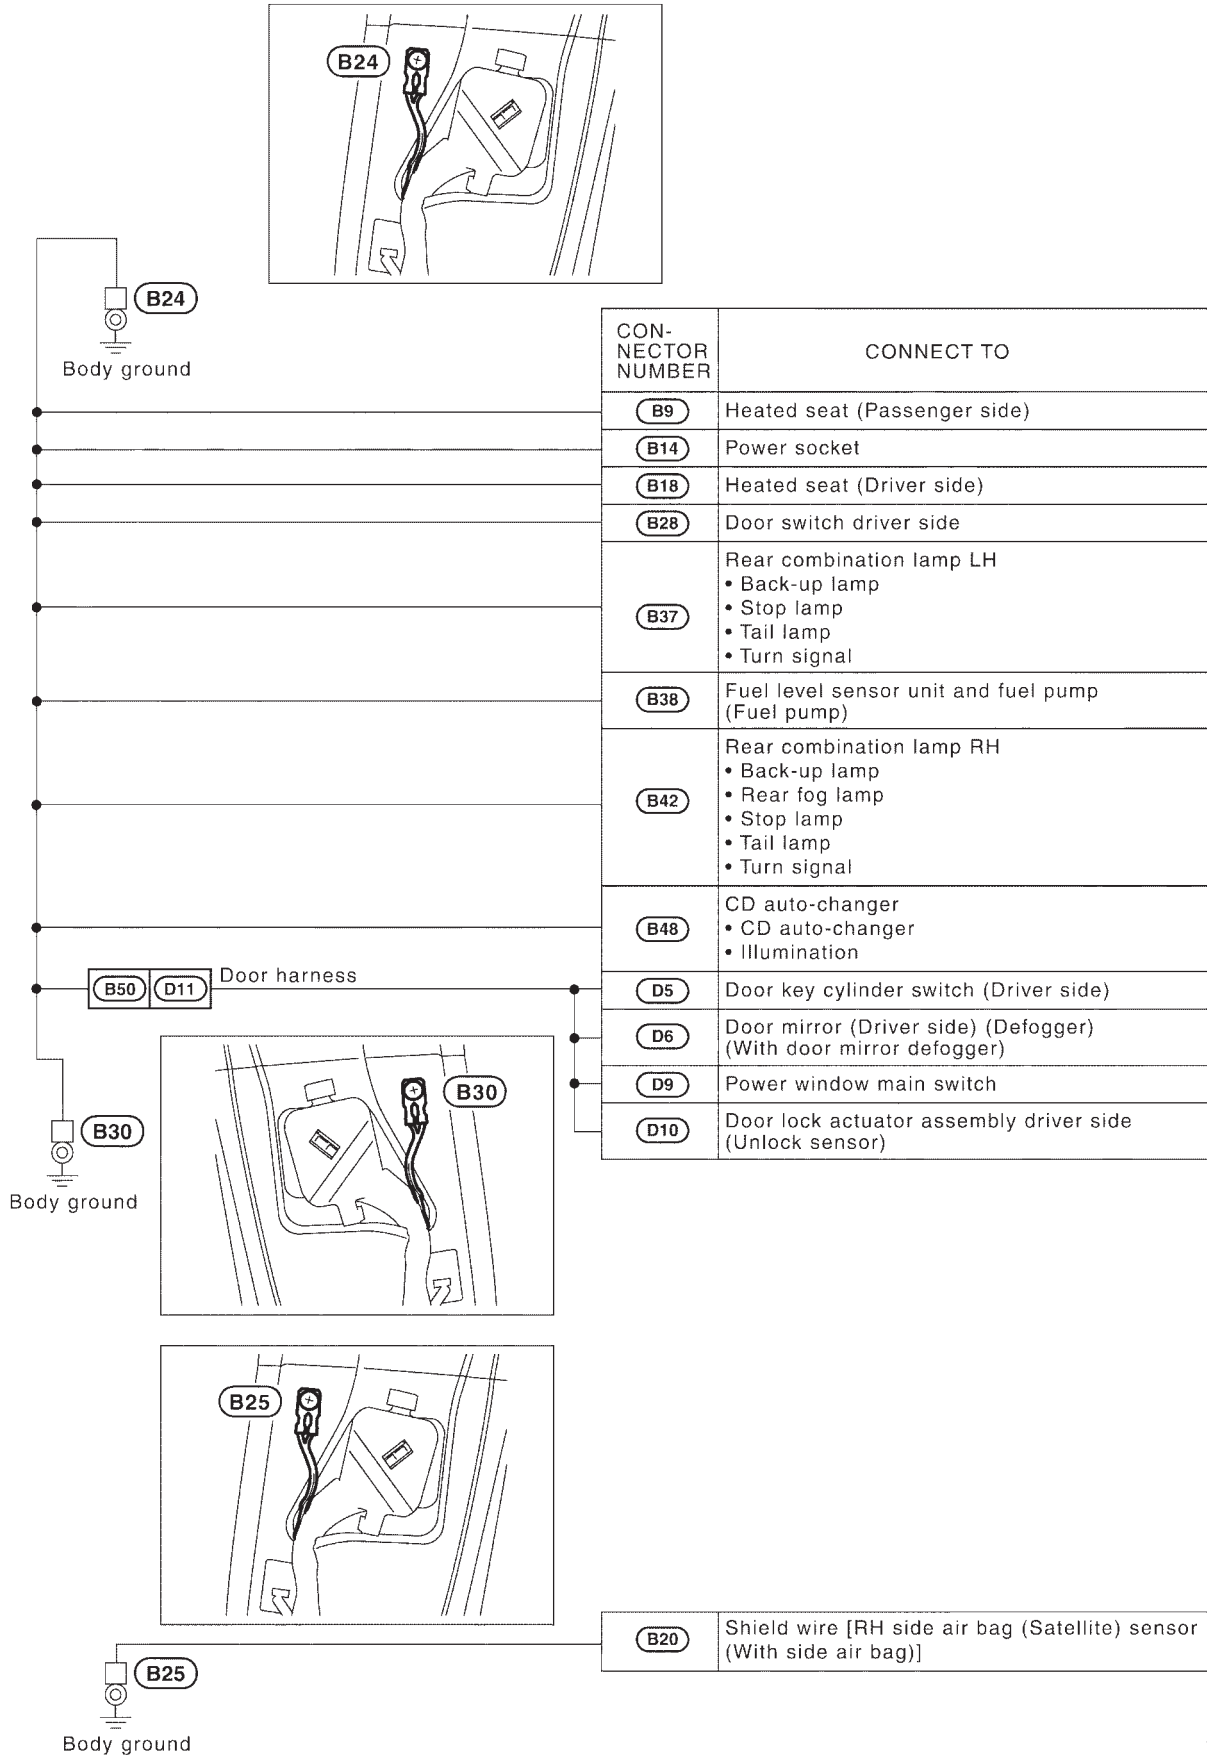 B24
B24
Body ground
CON-
NECTOR
NUMBER
CONNECT TO
B9 Heated seat (Passenger side)
B14 Power socket
B18 Heated seat (Driver side)
B28 Door switch driver side
B37 Rear combination lamp LH
• Back-up lamp
• Stop lamp
• Tail lamp
• Turn signal
B38 Fuel level sensor unit and fuel pump
(Fuel pump)
B42 Rear combination lamp RH
• Back-up lamp
• Rear fog lamp
• Stop lamp
• Tail lamp
• Turn signal
B48 CD auto-changer
• CD auto-changer
• Illumination
B50 D11 Door harness
D5 Door key cylinder switch (Driver side)
D6 Door mirror (Driver side) (Defogger)
(With door mirror defogger)
D9 Power window main switch
D10 Door lock actuator assembly driver side
(Unlock sensor)
B30
B30
Body ground
B25
B20 Shield wire [RH side air bag (Satellite) sensor
(With side air bag)]
B25
Body ground